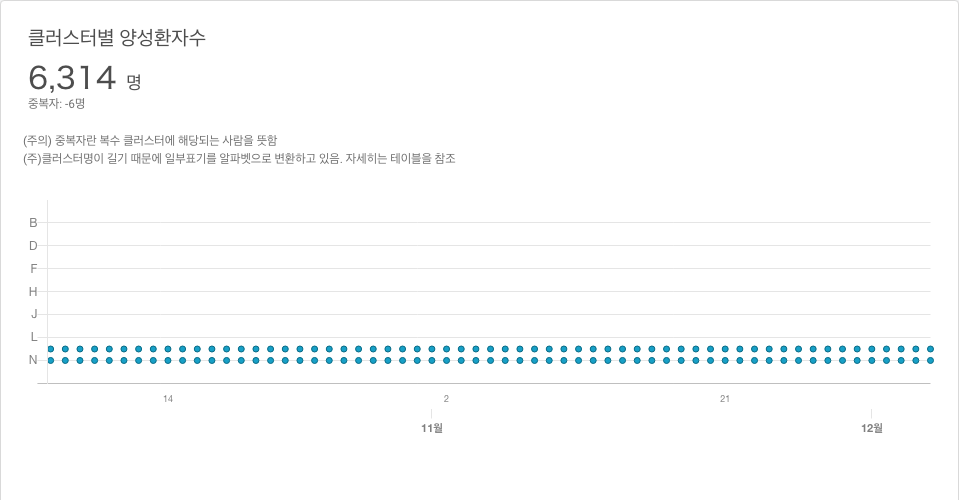 클러스터별 양성환자수
6,314 명
중복자: -6명
(주의) 중복자란 복수 클러스터에 해당되는 사람을 뜻함
(주)클러스터명이 길기 때문에 일부표기를 알파벳으로 변환하고 있음. 자세히는 테이블을 참조
B
D
F
H
J
L
N
14 2 21
11월 12월